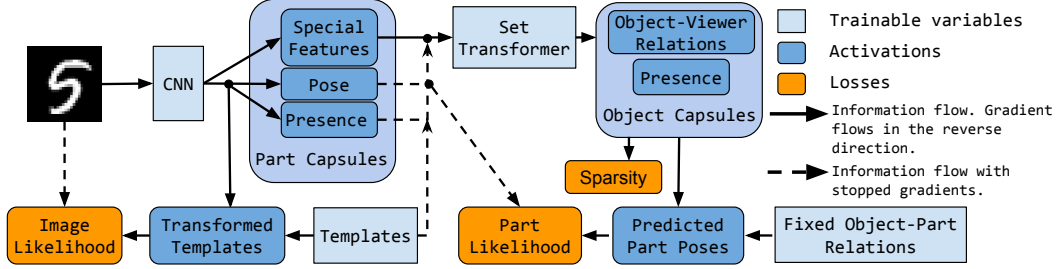 CNN
Special
Features
Pose
Presence
Part Capsules
Set
Transformer
Object-Viewer
Relations
Presence
Object Capsules
Sparsity
Image
Likelihood
Transformed
Templates
Templates
Part
Likelihood
Predicted
Part Poses
Fixed Object-Part
Relations
Trainable variables
Activations
Losses
Information flow. Gradient
flows in the reverse
direction.
Information flow with
stopped gradients.
5